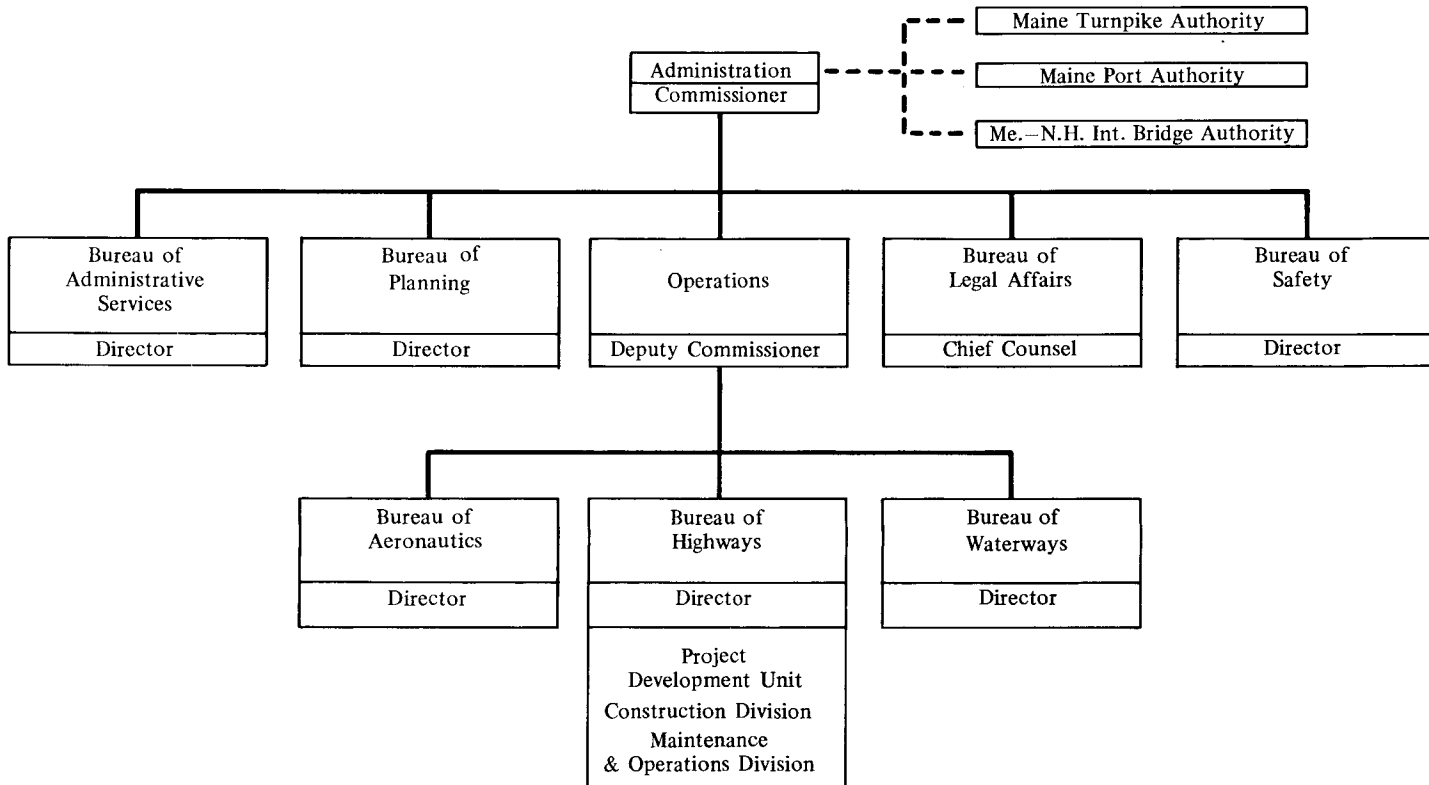 Maine Turnpike Authority
Administration
Commissioner
Maine Port Authority
Me.–N.H. Int. Bridge Authority
Bureau of
Administrative
Services
Director
Bureau of
Planning
Director
Operations
Deputy Commissioner
Bureau of
Legal Affairs
Chief Counsel
Bureau of
Safety
Director
Bureau of
Aeronautics
Director
Bureau of
Highways
Director
Project
Development Unit
Construction Division
Maintenance
& Operations Division
Bureau of
Waterways
Director